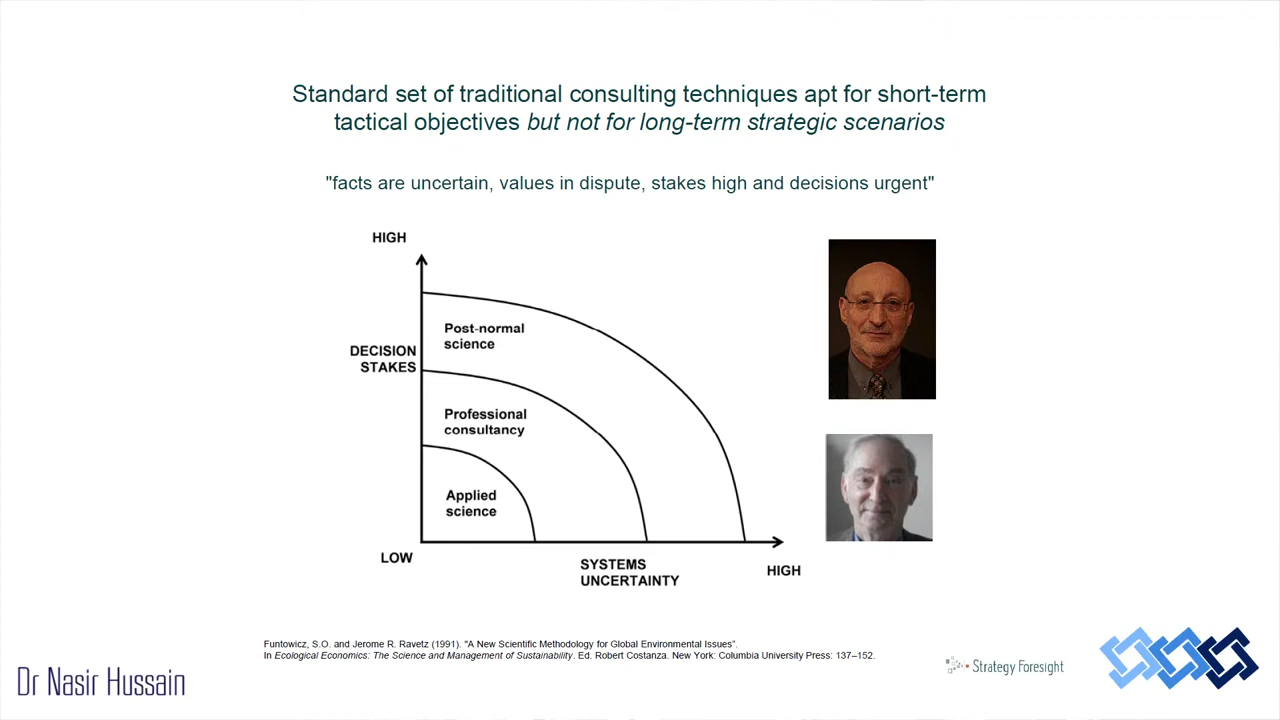 Standard set of traditional consulting techniques apt for short-term
tactical objectives but not for long-term strategic scenarios
"facts are uncertain, values in dispute, stakes high and decisions urgent"
HIGH
Post-normal
science
DECISION
STAKES
Professional
consultancy
Applied
science
LOW
SYSTEMS
UNCERTAINTY
HIGH
Funtowicz, S.O. and Jerome R. Ravetz (1991). "A New Scientific Methodology for Global Environmental Issues".
In Ecological Economics: The Science and Management of Sustainability. Ed. Robert Costanza. New York: Columbia University Press: 137–152.
Dr Nasir Hussain
Strategy Foresight